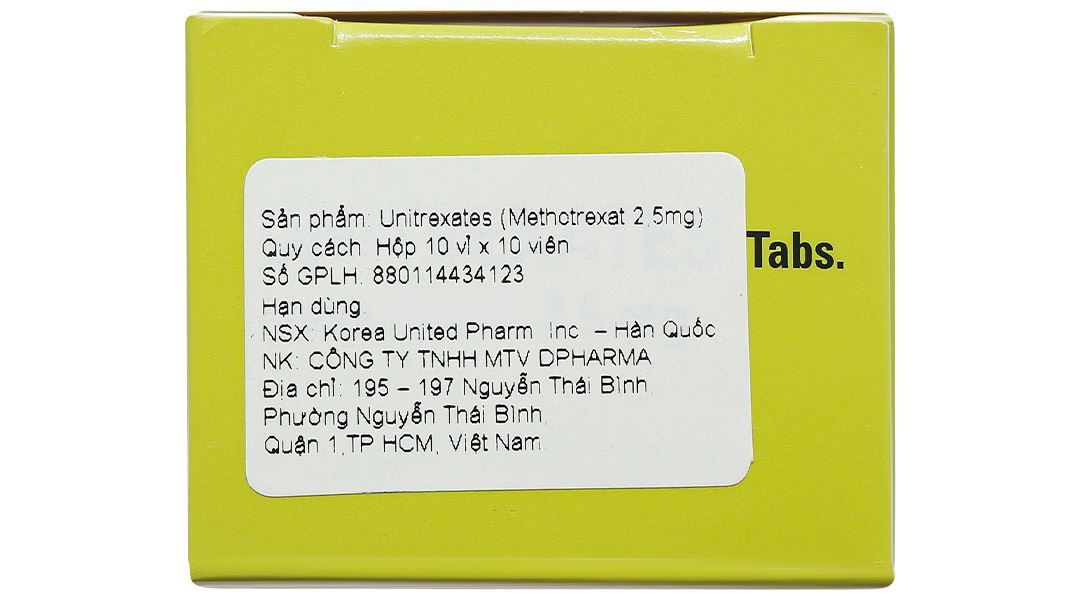 Sản phẩm: Unitrexates (Methotrexat 2,5mg)
Quy cách: Hộp 10 vỉ x 10 viên
Số GPLH: 880114434123
Hạn dùng:
NSX: Korea United Pharm. Inc. – Hàn Quốc
NK: CÔNG TY TNHH MTV DPHARMA
Địa chỉ: 195 – 197 Nguyễn Thái Bình,
Phường Nguyễn Thái Bình,
Quận 1,TP.HCM, Việt Nam.
Tabs.